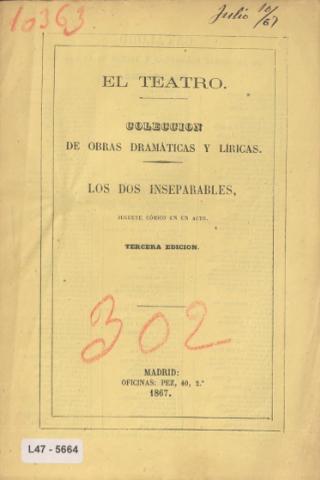 10363
Julio 10/67
EL TEATRO.
COLECCION
DE OBRAS DRAMÁTICAS Y LÍRICAS.
LOS DOS INSEPARABLES,
JUGUETE CÓMICO EN UN ACTO.
TERCERA EDICION.
302
MADRID:
OFICINAS: PEZ, 40, 2.º
1867.
L47 - 5664